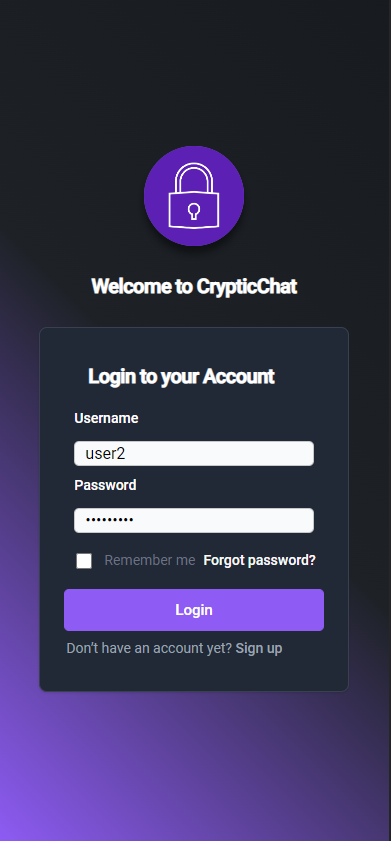 Welcome to CrypticChat
Login to your Account
Username
user2
Password
•••••••••
Remember me Forgot password?
Login
Don't have an account yet? Sign up